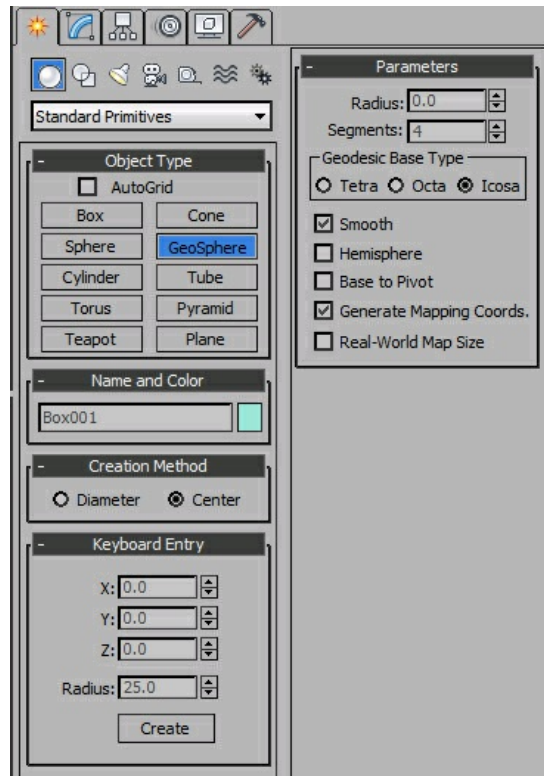 Standard Primitives
- Object Type
AutoGrid
Box Cone
Sphere GeoSphere
Cylinder Tube
Torus Pyramid
Teapot Plane
- Name and Color
Box001
- Creation Method
Diameter Center
- Keyboard Entry
X: 0.0
Y: 0.0
Z: 0.0
Radius: 25.0
Create
- Parameters
Radius: 0.0
Segments: 4
Geodesic Base Type
Tetra Octa Icosa
Smooth
Hemisphere
Base to Pivot
Generate Mapping Coords.
Real-World Map Size